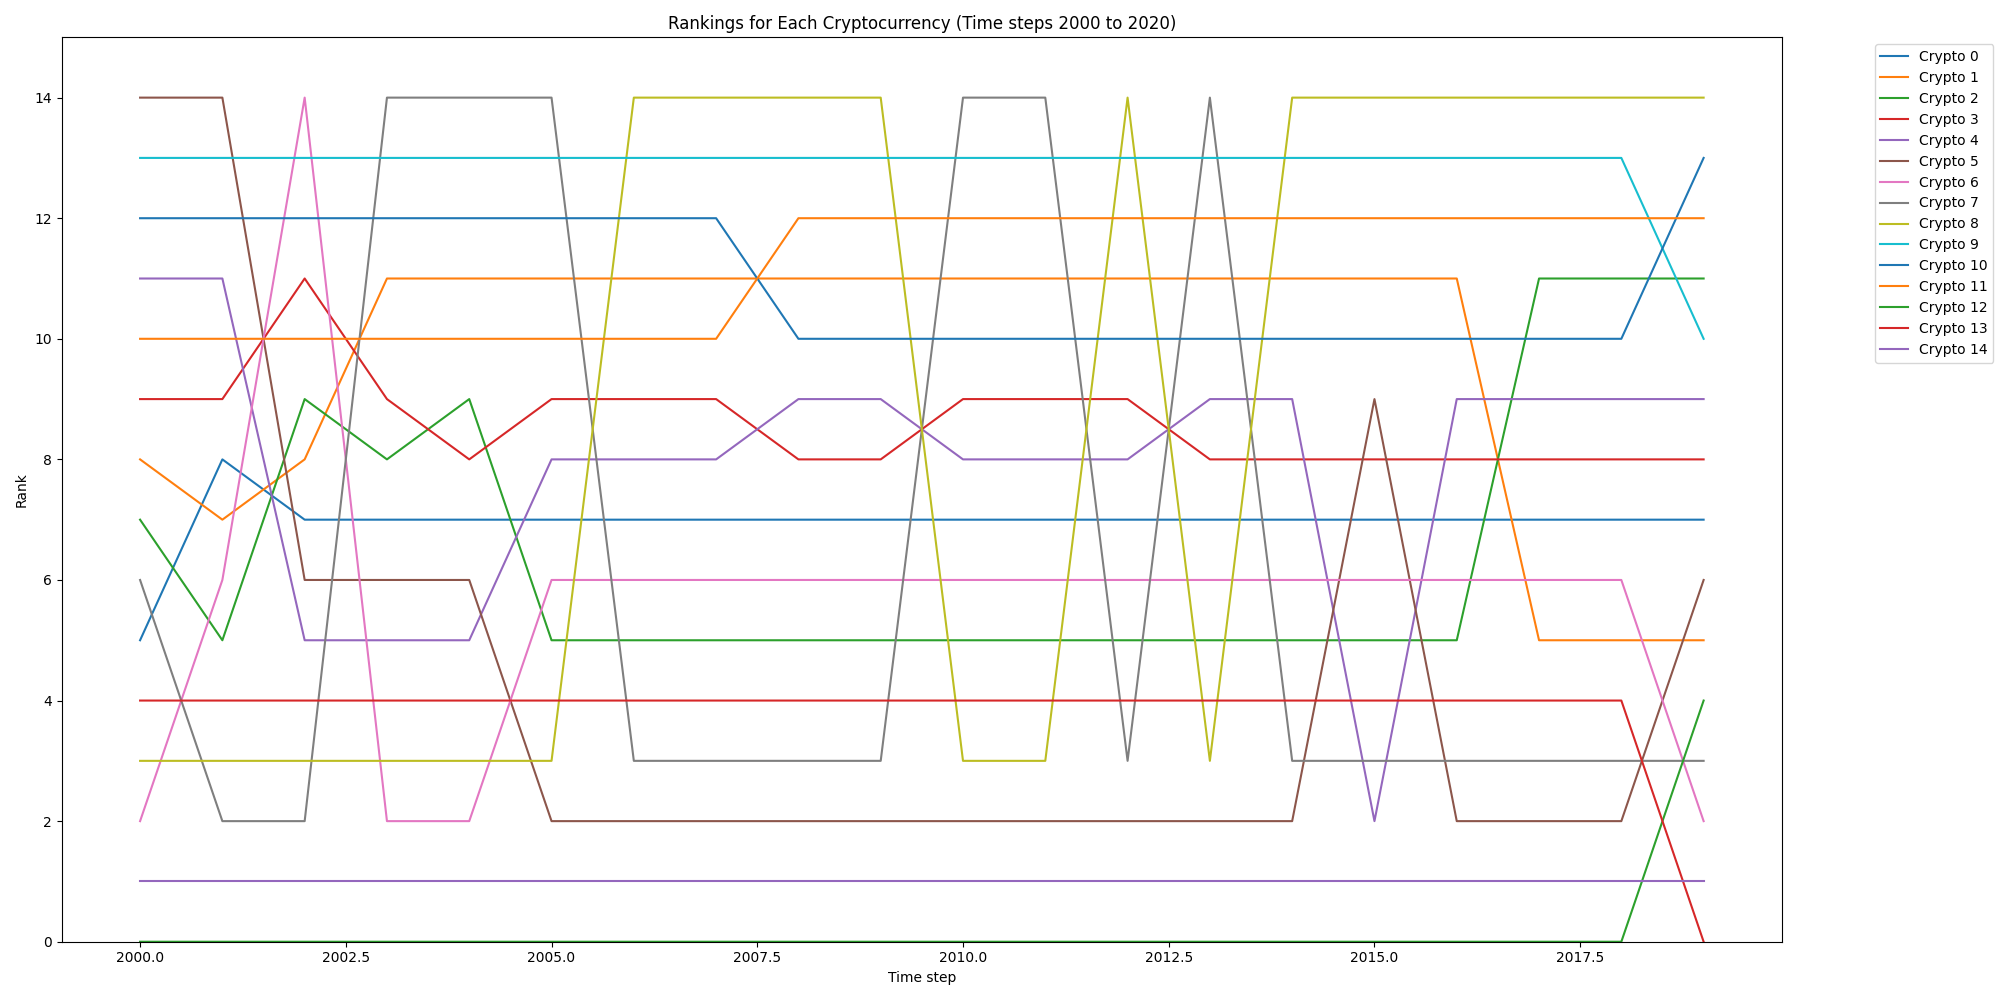 Rankings for Each Cryptocurrency (Time steps 2000 to 2020)
Rank
14
12
10
8
6
4
2
0
2000.0 2002.5 2005.0 2007.5 2010.0 2012.5 2015.0 2017.5
Time step
Crypto 0
Crypto 1
Crypto 2
Crypto 3
Crypto 4
Crypto 5
Crypto 6
Crypto 7
Crypto 8
Crypto 9
Crypto 10
Crypto 11
Crypto 12
Crypto 13
Crypto 14